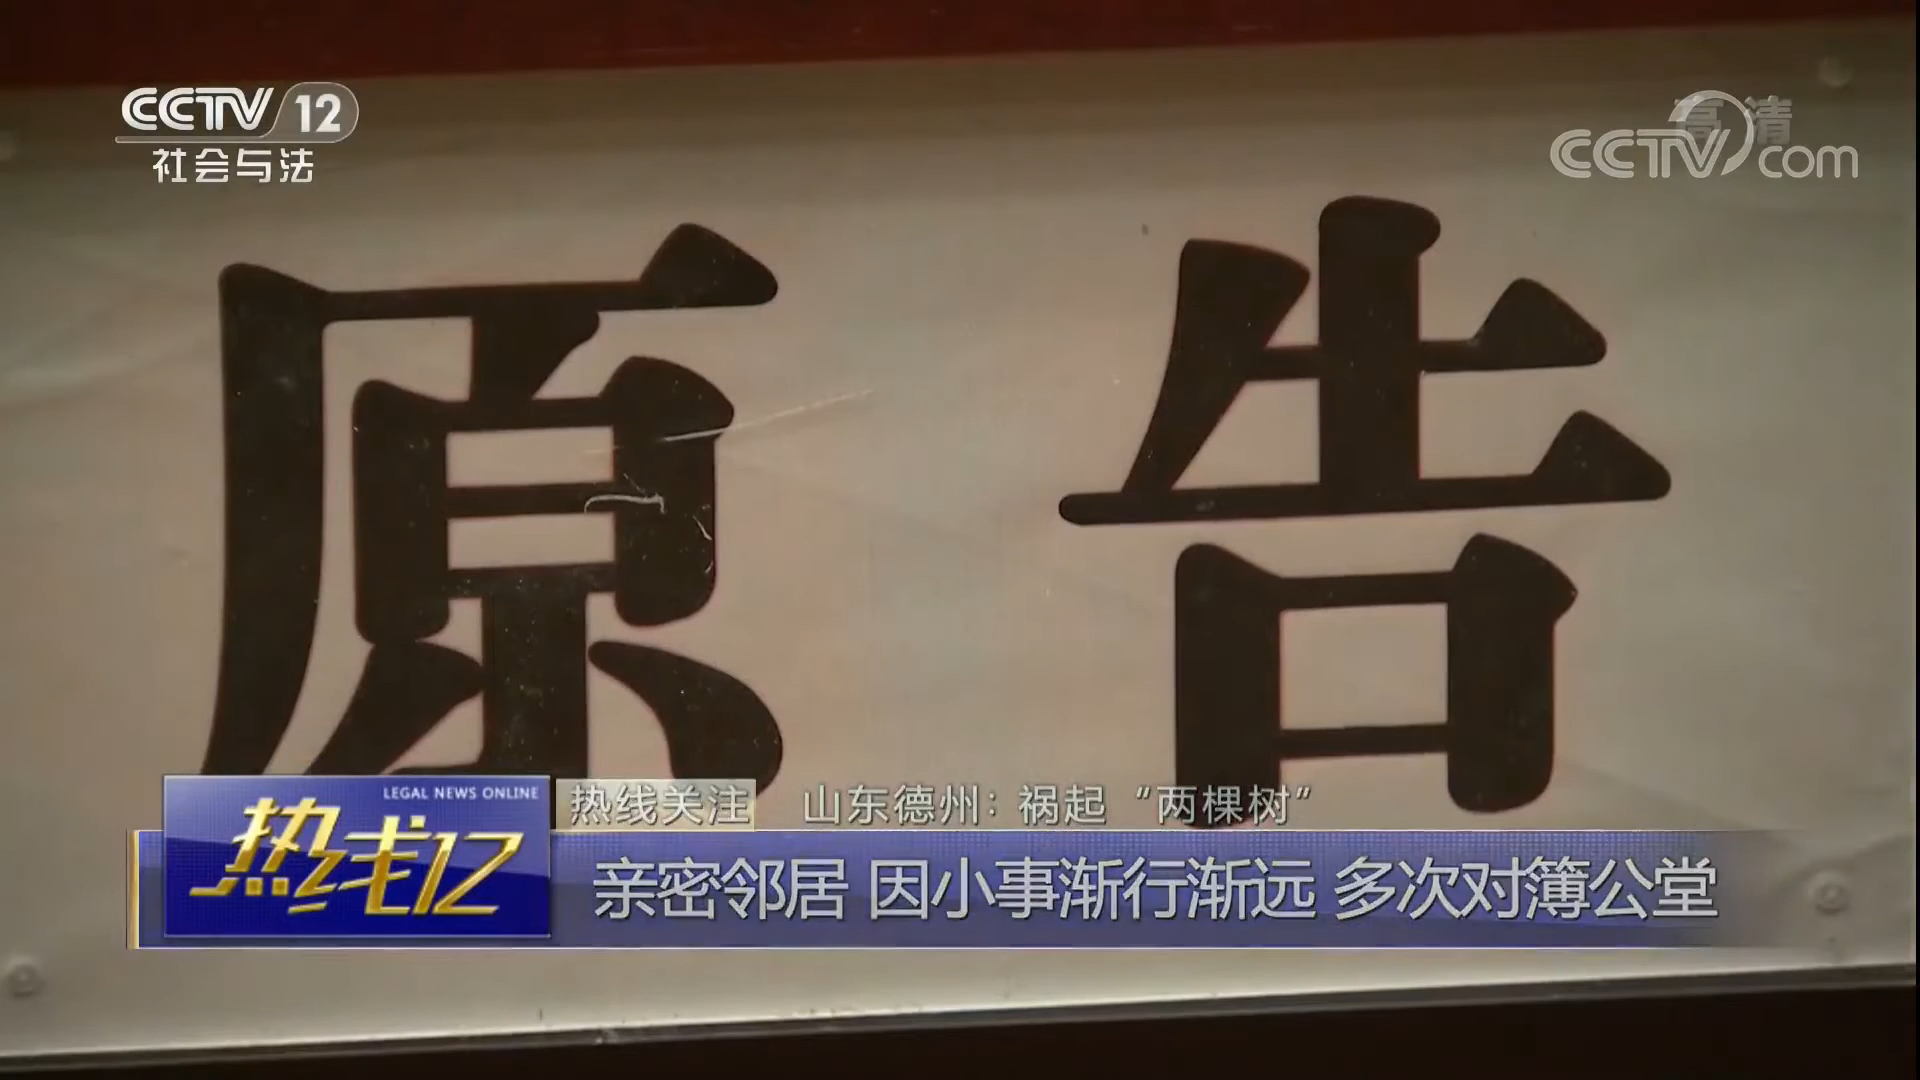 CCTV 12
社会与法
高清
CCTV.com
原告
LEGAL NEWS ONLINE
热线12
热线关注 山东德州：祸起“两棵树”
亲密邻居 因小事渐行渐远 多次对簿公堂